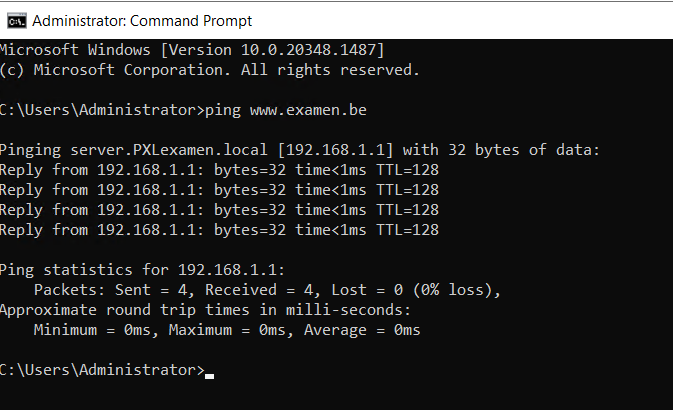 Administrator: Command Prompt
Microsoft Windows [Version 10.0.20348.1487]
(c) Microsoft Corporation. All rights reserved.
C:\Users\Administrator>ping www.examen.be
Pinging server.PXLexamen.local [192.168.1.1] with 32 bytes of data:
Reply from 192.168.1.1: bytes=32 time<1ms TTL=128
Reply from 192.168.1.1: bytes=32 time<1ms TTL=128
Reply from 192.168.1.1: bytes=32 time<1ms TTL=128
Reply from 192.168.1.1: bytes=32 time<1ms TTL=128
Ping statistics for 192.168.1.1:
    Packets: Sent = 4, Received = 4, Lost = 0 (0% loss),
Approximate round trip times in milli-seconds:
    Minimum = 0ms, Maximum = 0ms, Average = 0ms
C:\Users\Administrator>